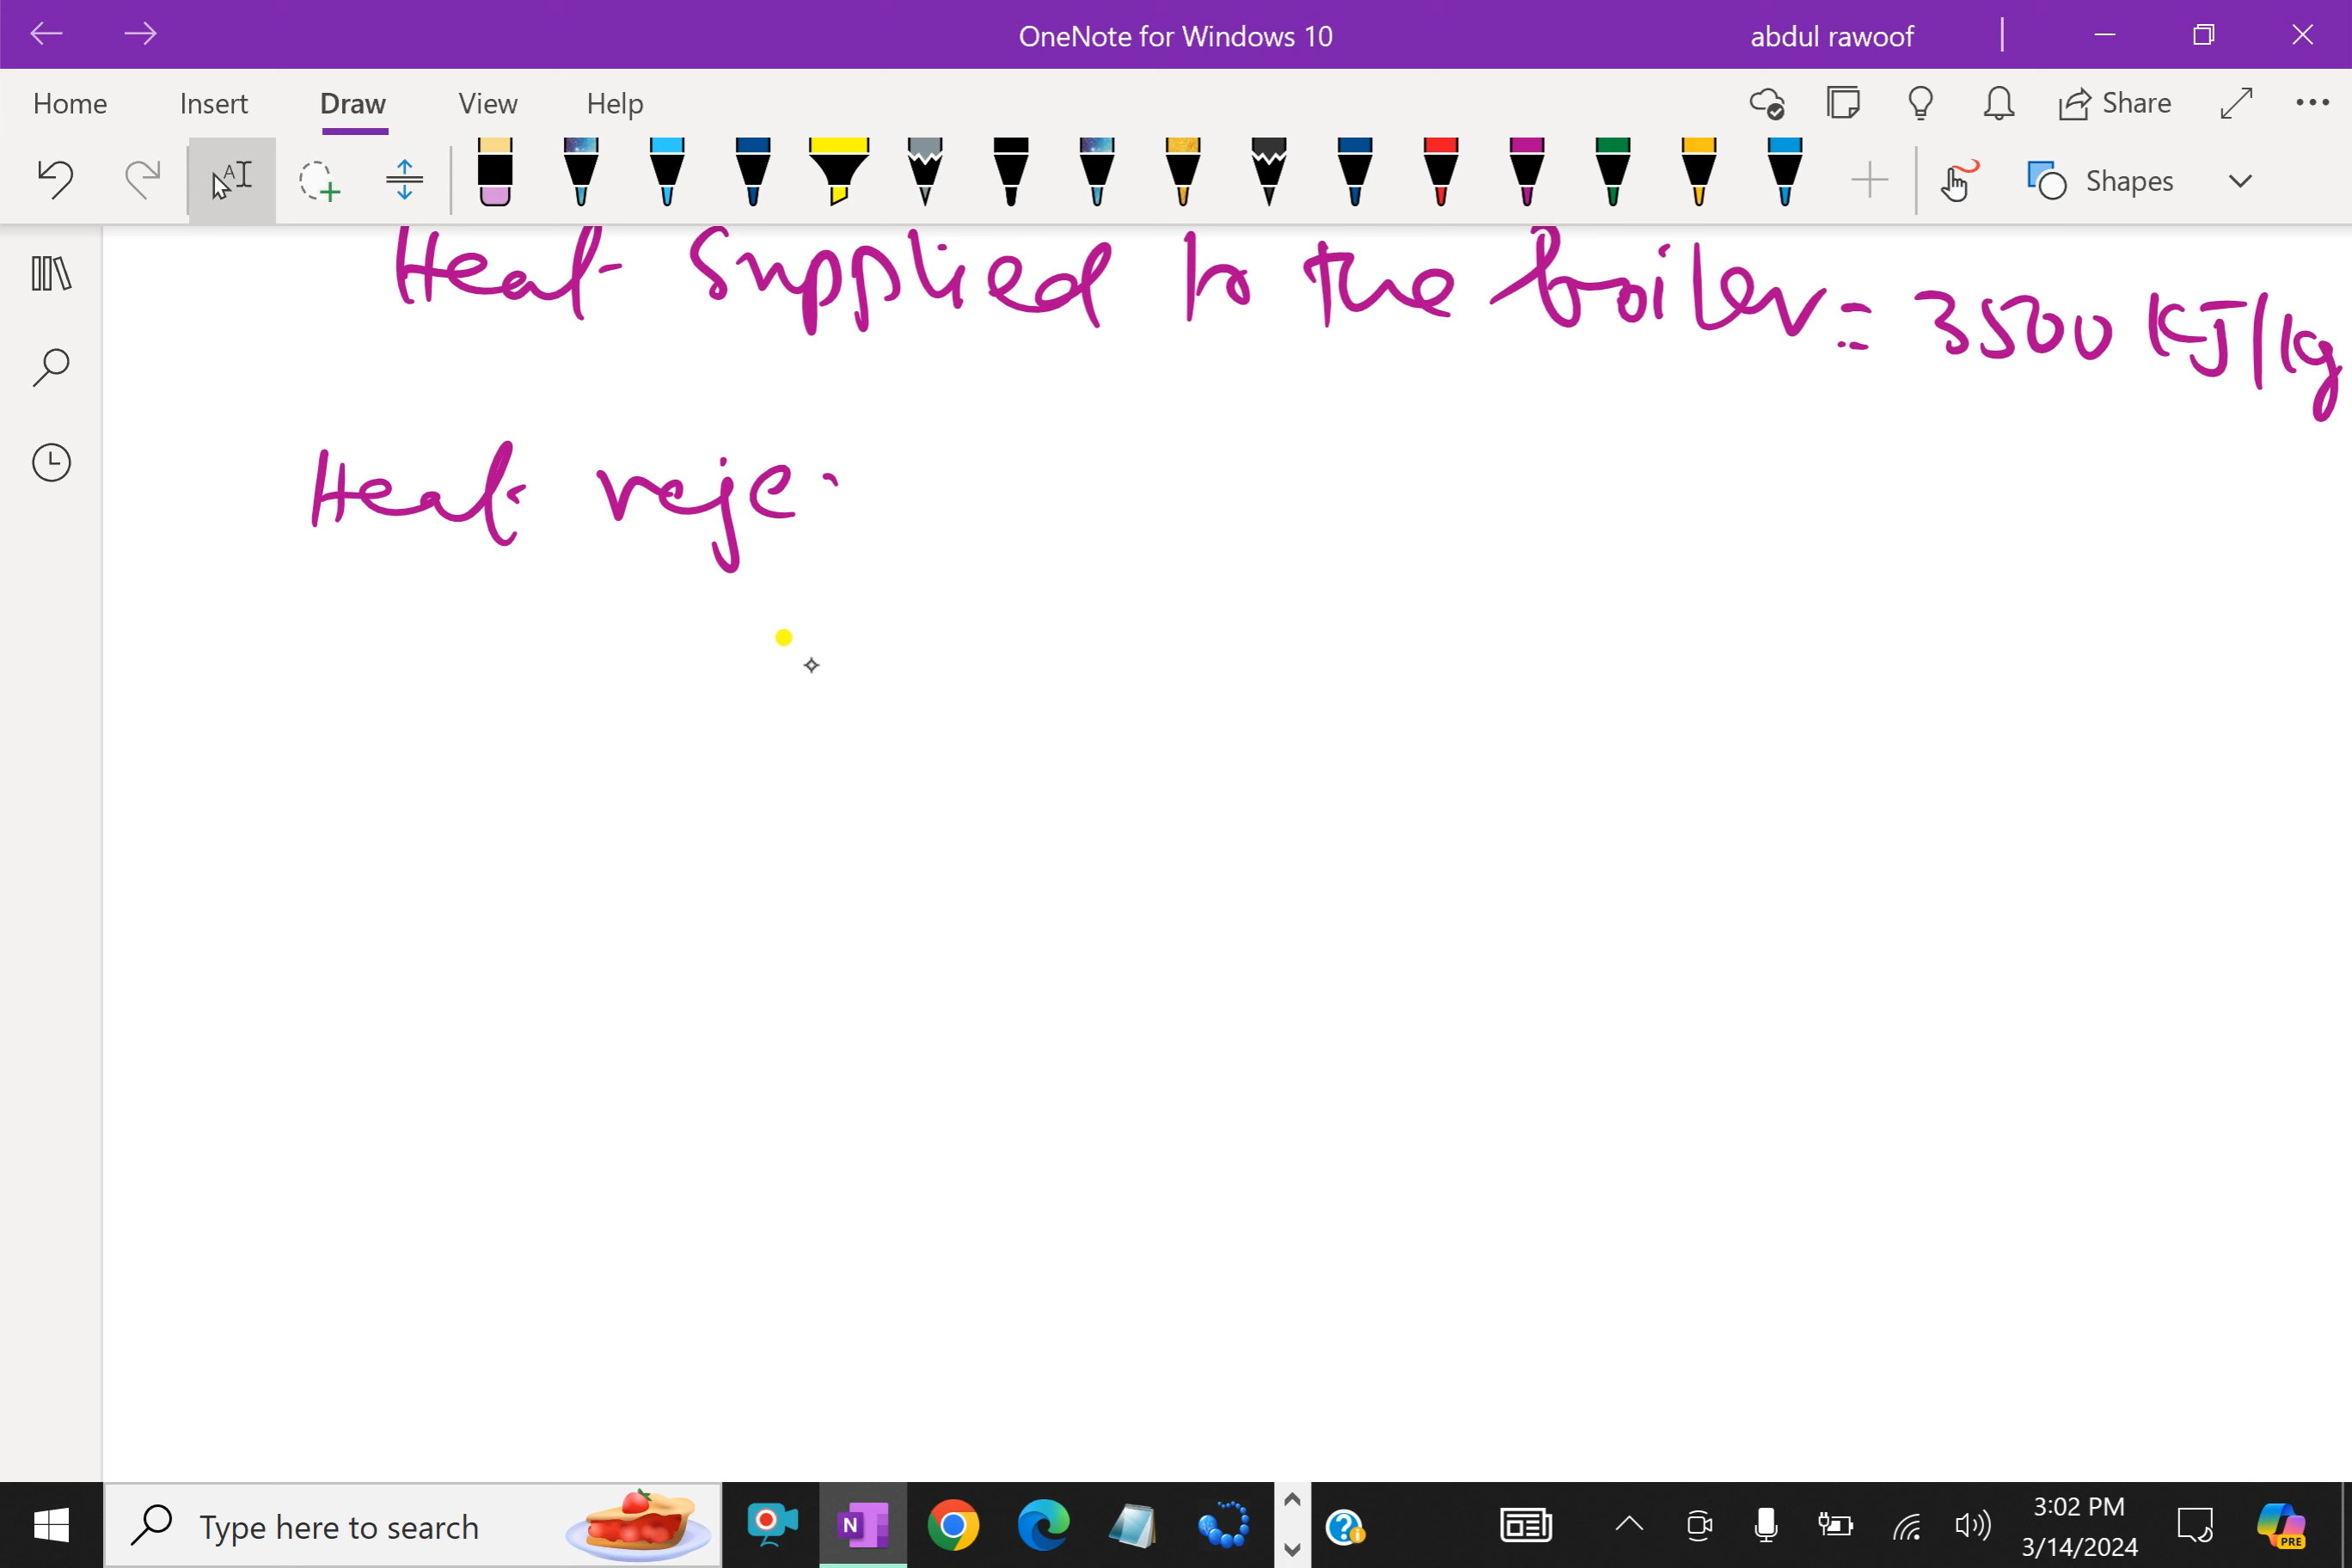 OneNote for Windows 10
abdul rawoof
Home Insert Draw View Help
Share
Shapes
Heat Supplied to the boiler = 3500 KJ/kg
Heat reje
Type here to search
3:02 PM
3/14/2024
PRE